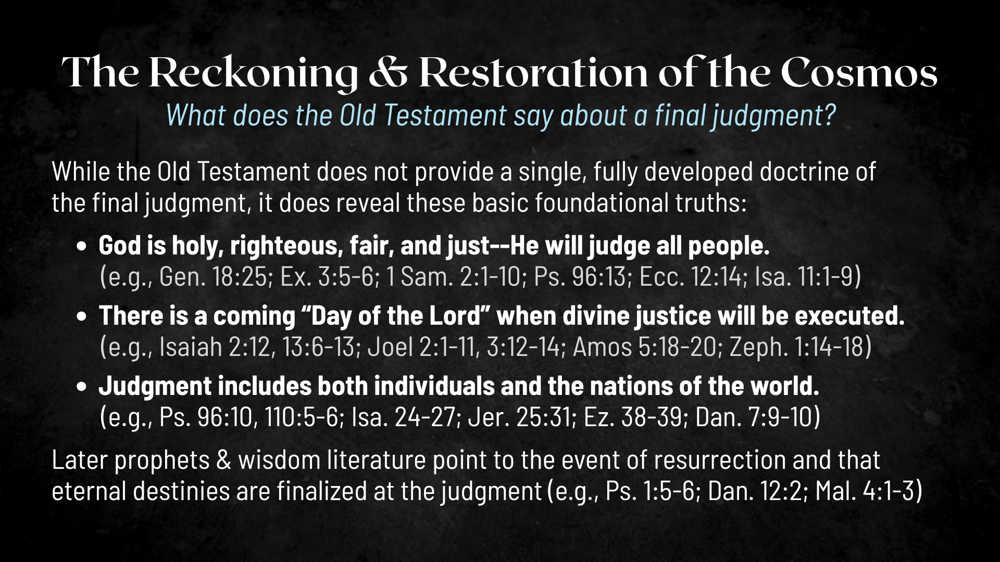 The Reckoning & Restoration of the Cosmos
What does the Old Testament say about a final judgment?
While the Old Testament does not provide a single, fully developed doctrine of
the final judgment, it does reveal these basic foundational truths:
• God is holy, righteous, fair, and just--He will judge all people.
(e.g., Gen. 18:25; Ex. 3:5-6; 1 Sam. 2:1-10; Ps. 96:13; Ecc. 12:14; Isa. 11:1-9)
• There is a coming “Day of the Lord” when divine justice will be executed.
(e.g., Isaiah 2:12, 13:6-13; Joel 2:1-11, 3:12-14; Amos 5:18-20; Zeph. 1:14-18)
• Judgment includes both individuals and the nations of the world.
(e.g., Ps. 96:10, 110:5-6; Isa. 24-27; Jer. 25:31; Ez. 38-39; Dan. 7:9-10)
Later prophets & wisdom literature point to the event of resurrection and that
eternal destinies are finalized at the judgment (e.g., Ps. 1:5-6; Dan. 12:2; Mal. 4:1-3)